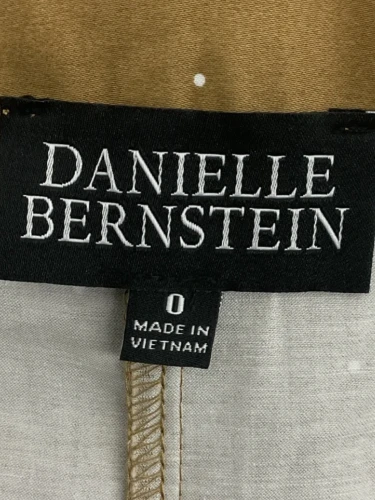 DANIELLE
BERNSTEIN
0
MADE IN
VIETNAM